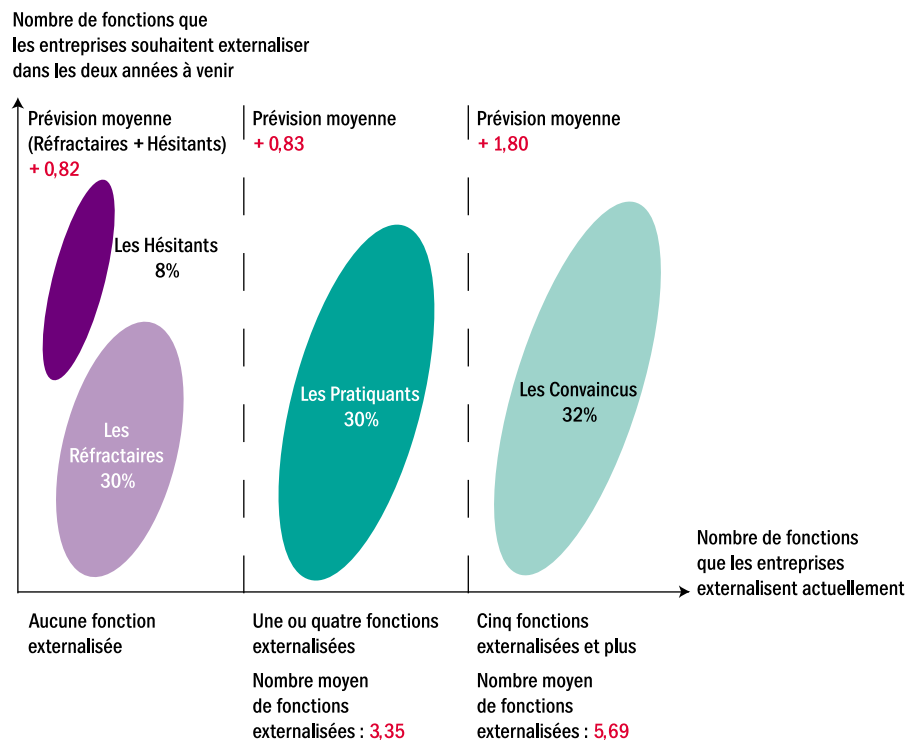 Nombre de fonctions que
les entreprises souhaitent externaliser
dans les deux années à venir
Prévision moyenne
(Réfractaires + Hésitants)
+ 0,82
Prévision moyenne
+ 0,83
Prévision moyenne
+ 1,80
Les Hésitants
8%
Les Réfractaires
30%
Les Pratiquants
30%
Les Convaincus
32%
Nombre de fonctions
que les entreprises
externalisent actuellement
Aucune fonction
externalisée
Une ou quatre fonctions
externalisées
Nombre moyen
de fonctions
externalisées : 3,35
Cinq fonctions
externalisées et plus
Nombre moyen
de fonctions
externalisées : 5,69